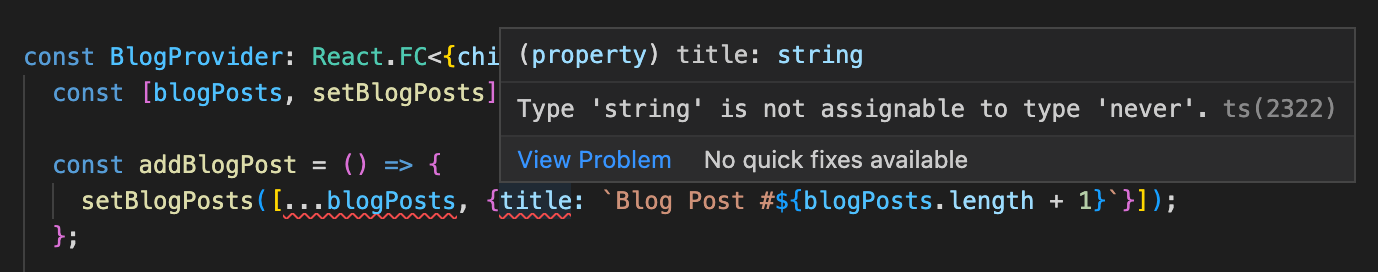 const BlogProvider: React.FC<{chi
(property) title: string
const [blogPosts, setBlogPosts]
Type 'string' is not assignable to type 'never'. ts(2322)
View Problem No quick fixes available
const addBlogPost = () => {
setBlogPosts([...blogPosts, {title: `Blog Post #${blogPosts.length + 1}`}]);
};